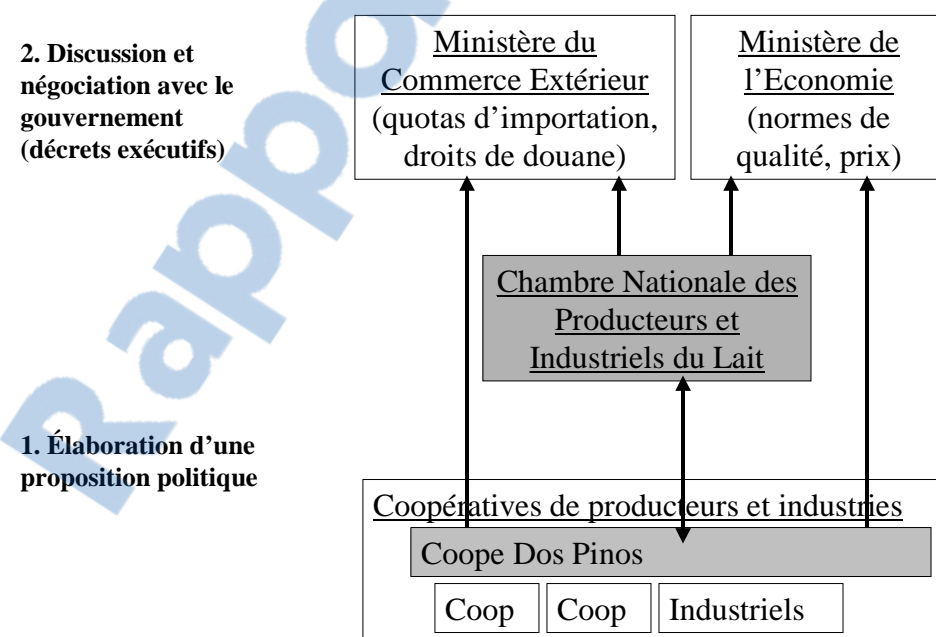 2. Discussion et
négociation avec le
gouvernement
(décrets exécutifs)
Ministère du
Commerce Extérieur
(quotas d’importation,
droits de douane)
Ministère de
l’Economie
(normes de
qualité, prix)
Chambre Nationale des
Producteurs et
Industriels du Lait
1. Élaboration d’une
proposition politique
Coopératives de producteurs et industries
Coope Dos Pinos
Coop
Coop
Industriels